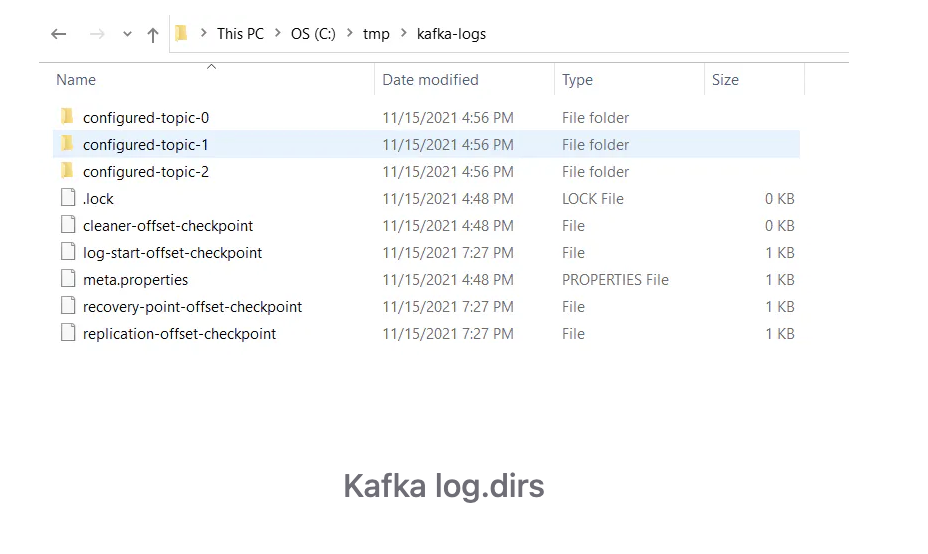 This PC > OS (C:) > tmp > kafka-logs
Name Date modified Type Size
configured-topic-0 11/15/2021 4:56 PM File folder
configured-topic-1 11/15/2021 4:56 PM File folder
configured-topic-2 11/15/2021 4:56 PM File folder
.lock 11/15/2021 4:48 PM LOCK File 0 KB
cleaner-offset-checkpoint 11/15/2021 4:48 PM File 0 KB
log-start-offset-checkpoint 11/15/2021 7:27 PM File 1 KB
meta.properties 11/15/2021 4:48 PM PROPERTIES File 1 KB
recovery-point-offset-checkpoint 11/15/2021 7:27 PM File 1 KB
replication-offset-checkpoint 11/15/2021 7:27 PM File 1 KB
Kafka log.dirs